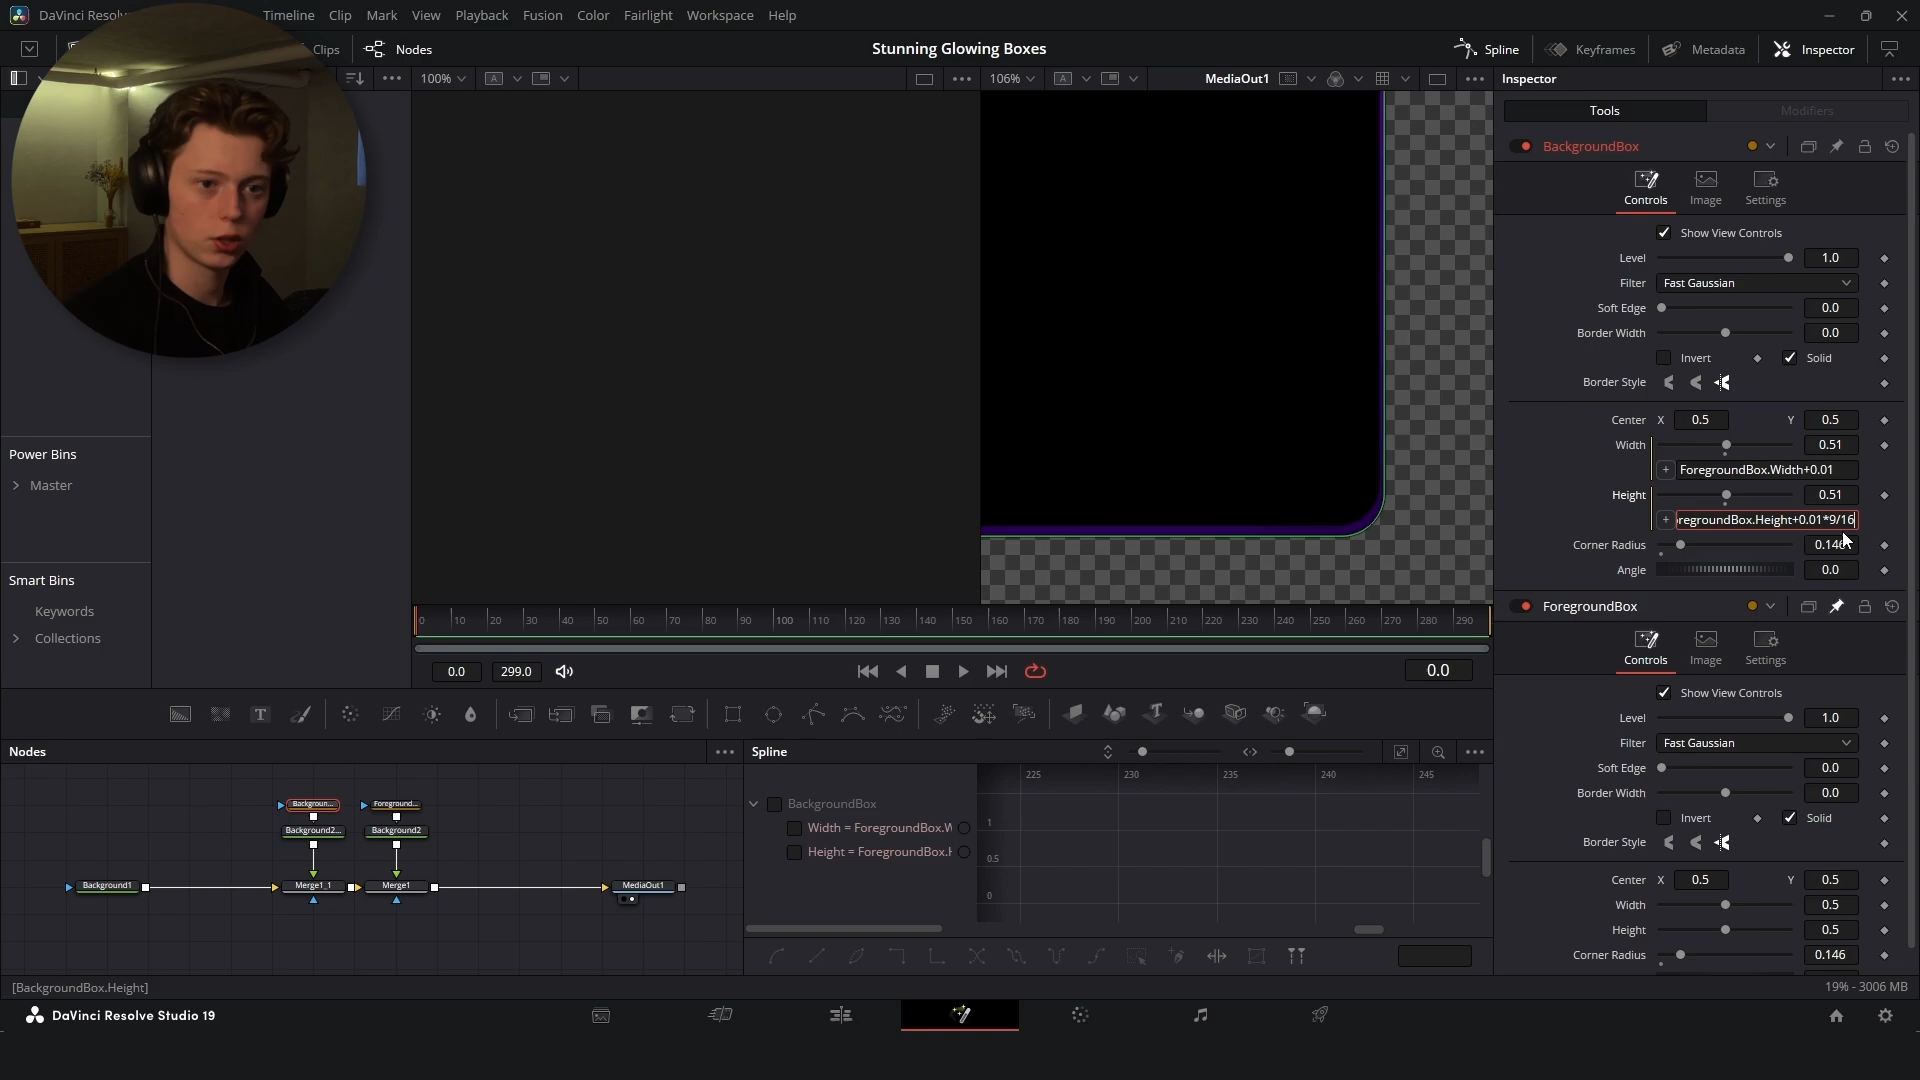 DaVinci Resolv
Timeline Clip Mark View Playback Fusion Color Fairlight Workspace Help
Clips Nodes
Stunning Glowing Boxes
Spline Keyframes Metadata Inspector
100%
106%
MediaOut1
Inspector
Tools Modifiers
BackgroundBox
Controls Image Settings
Show View Controls
Level 1.0
Filter Fast Gaussian
Soft Edge 0.0
Border Width 0.0
Invert Solid
Border Style
Center X 0.5 Y 0.5
Width 0.51
ForegroundBox.Width+0.01
Height 0.51
regroundBox.Height+0.01*9/16
Corner Radius 0.146
Angle 0.0
ForegroundBox
Controls Image Settings
Show View Controls
Level 1.0
Filter Fast Gaussian
Soft Edge 0.0
Border Width 0.0
Invert Solid
Border Style
Center X 0.5 Y 0.5
Width 0.5
Height 0.5
Corner Radius 0.146
Power Bins
Master
Smart Bins
Keywords
Collections
0 10 20 30 40 50 60 70 80 90 100 110 120 130 140 150 160 170 180 190 200 210 220 230 240 250 260 270 280 290
0.0 299.0 0.0
Nodes
Spline
Backgroun... Foreground...
Background2... Background2
Background1 Merge1_1 Merge1 MediaOut1
225 230 235 240 245
BackgroundBox
Width = ForegroundBox.W
Height = ForegroundBox.H
1
0.5
0
[BackgroundBox.Height]
19% - 3006 MB
DaVinci Resolve Studio 19